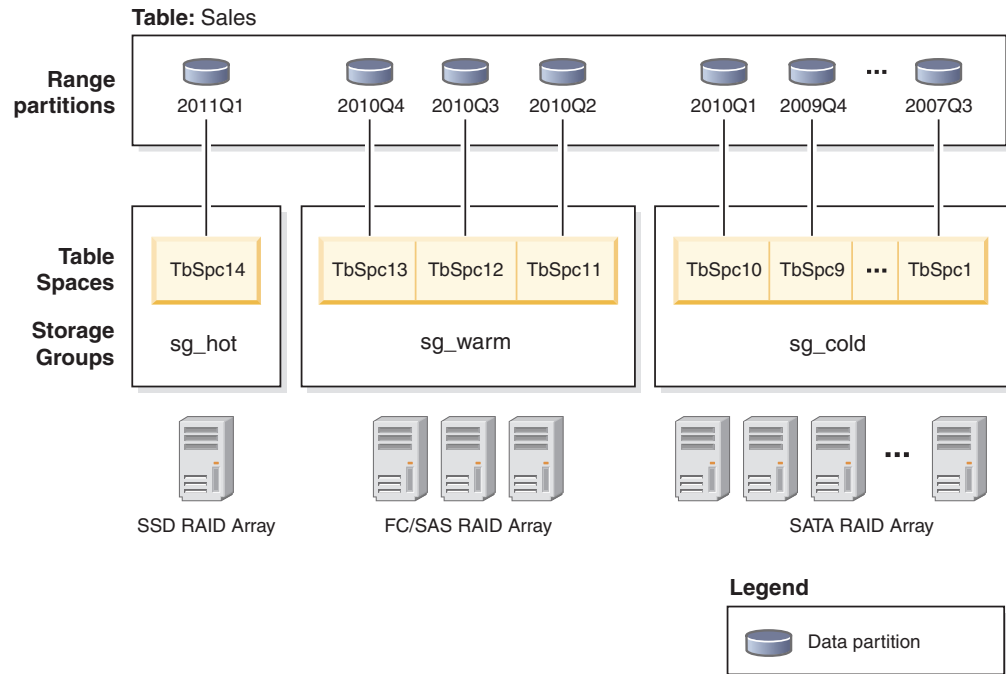 Table: Sales
Range
partitions
2011Q1 2010Q4 2010Q3 2010Q2 2010Q1 2009Q4 ... 2007Q3
Table
Spaces
TbSpc14 TbSpc13 TbSpc12 TbSpc11 TbSpc10 TbSpc9 ... TbSpc1
Storage
Groups
sg_hot sg_warm sg_cold
...
SSD RAID Array FC/SAS RAID Array SATA RAID Array
Legend
Data partition